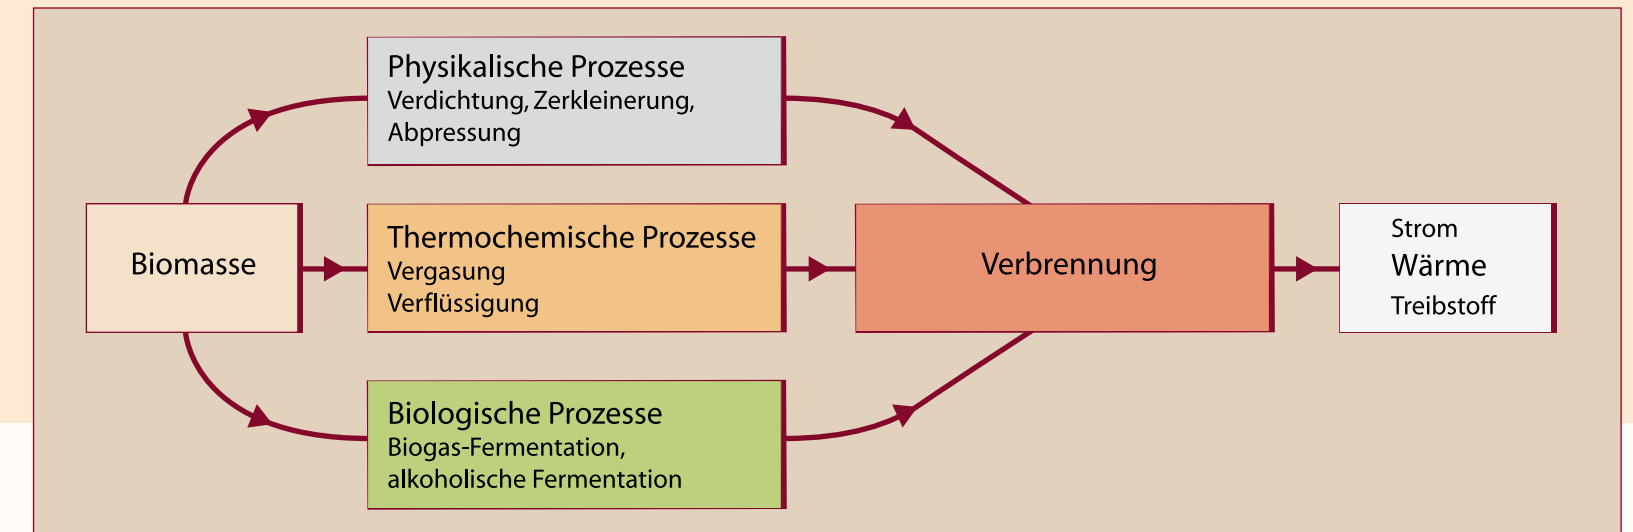 Physikalische Prozesse
Verdichtung, Zerkleinerung,
Abpressung
Biomasse
Thermochemische Prozesse
Vergasung
Verflüssigung
Verbrennung
Strom
Wärme
Treibstoff
Biologische Prozesse
Biogas-Fermentation,
alkoholische Fermentation